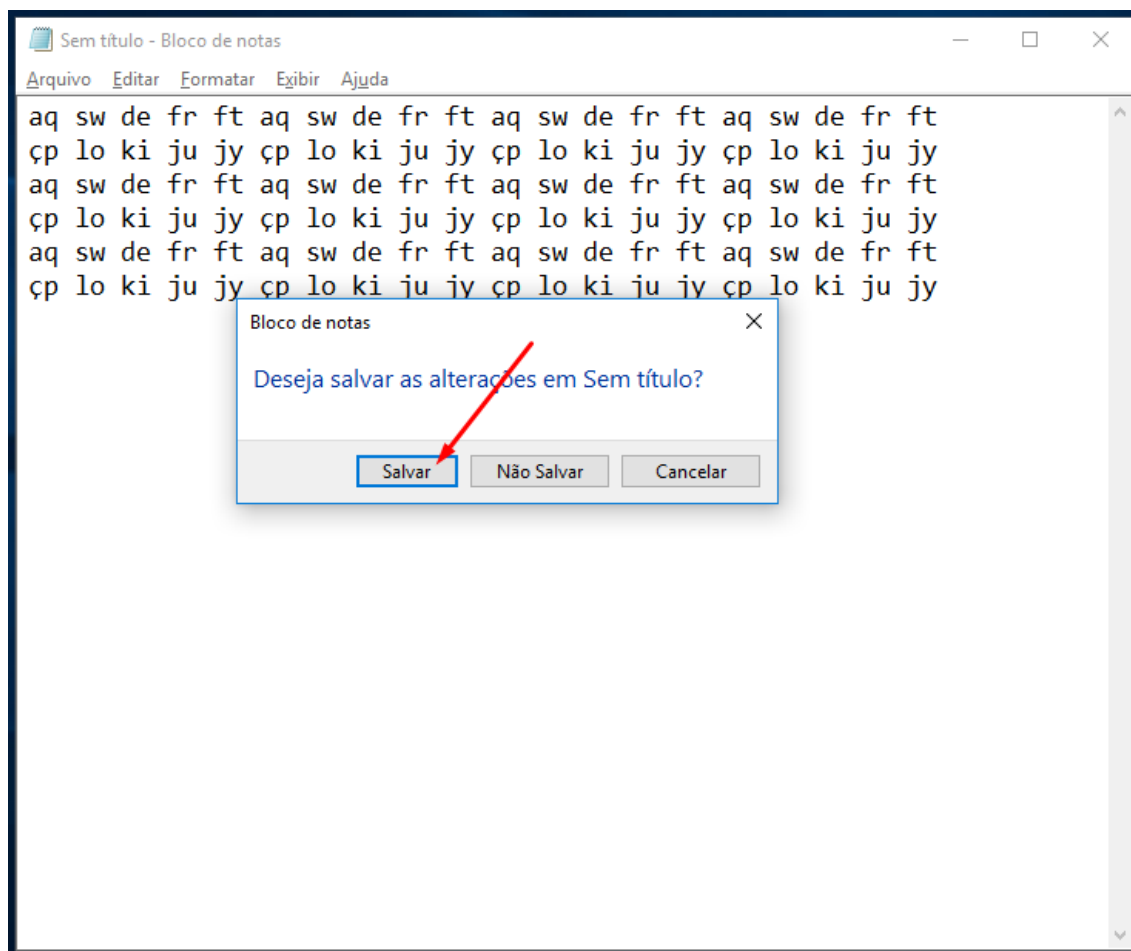 Sem título - Bloco de notas
Arquivo Editar Formatar Exibir Ajuda
aq sw de fr ft aq sw de fr ft aq sw de fr ft aq sw de fr ft
çp lo ki ju jy çp lo ki ju jy çp lo ki ju jy çp lo ki ju jy
aq sw de fr ft aq sw de fr ft aq sw de fr ft aq sw de fr ft
çp lo ki ju jy çp lo ki ju jy çp lo ki ju jy çp lo ki ju jy
aq sw de fr ft aq sw de fr ft aq sw de fr ft aq sw de fr ft
çp lo ki ju jy çp lo ki ju jy çp lo ki ju jy çp lo ki ju jy
Bloco de notas
Deseja salvar as alterações em Sem título?
Salvar Não Salvar Cancelar